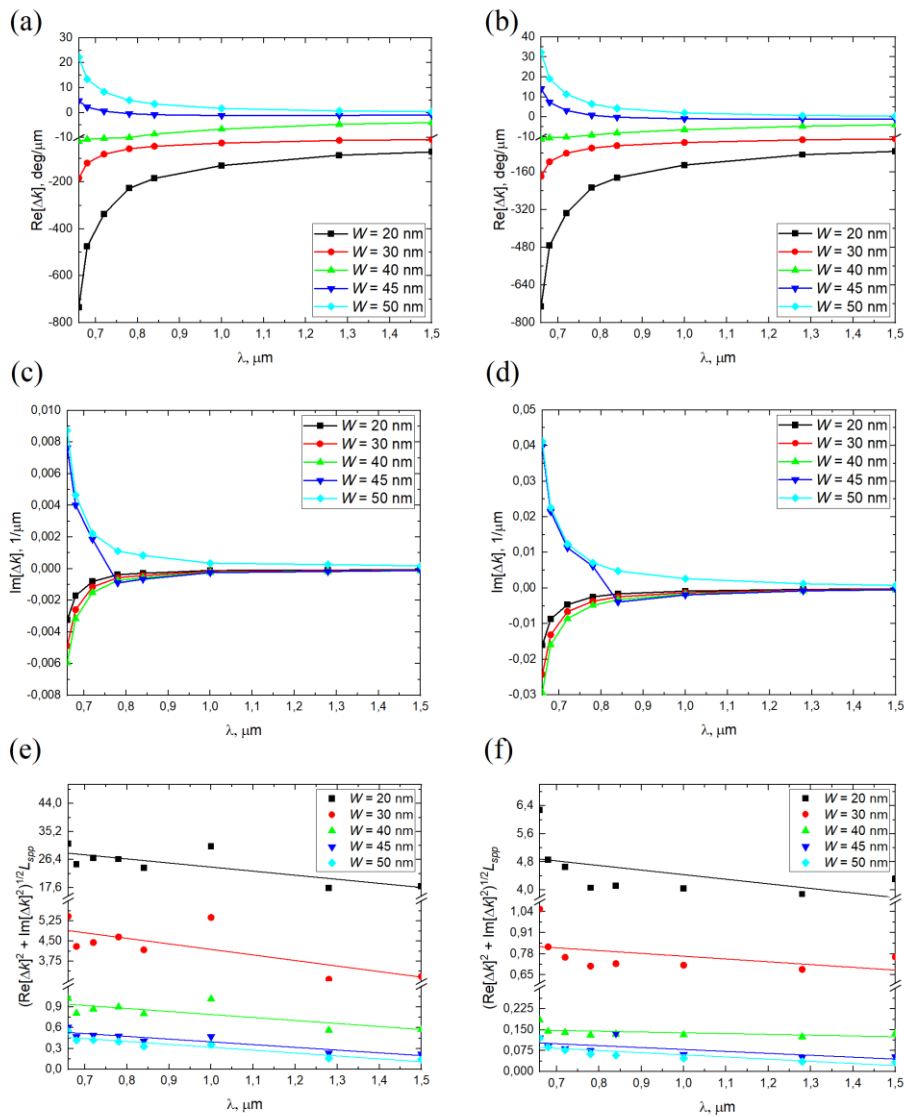 (a)
30
20
10
0
-10
-200
-400
-600
-800
Re[Δk], deg/μm
0,7 0,8 0,9 1,0 1,1 1,2 1,3 1,4 1,5
λ, μm
W = 20 nm
W = 30 nm
W = 40 nm
W = 45 nm
W = 50 nm
(b)
40
30
20
10
0
-10
-160
-320
-480
-640
-800
Re[Δk], deg/μm
0,7 0,8 0,9 1,0 1,1 1,2 1,3 1,4 1,5
λ, μm
W = 20 nm
W = 30 nm
W = 40 nm
W = 45 nm
W = 50 nm
(c)
0,010
0,008
0,006
0,004
0,002
0,000
-0,002
-0,004
-0,006
-0,008
Im[Δk], 1/μm
0,7 0,8 0,9 1,0 1,1 1,2 1,3 1,4 1,5
λ, μm
W = 20 nm
W = 30 nm
W = 40 nm
W = 45 nm
W = 50 nm
(d)
0,05
0,04
0,03
0,02
0,01
0,00
-0,01
-0,02
-0,03
Im[Δk], 1/μm
0,7 0,8 0,9 1,0 1,1 1,2 1,3 1,4 1,5
λ, μm
W = 20 nm
W = 30 nm
W = 40 nm
W = 45 nm
W = 50 nm
(e)
44,0
35,2
26,4
17,6
5,25
4,50
3,75
0,9
0,6
0,3
0,0
(Re[Δk]² + Im[Δk]²)¹/²Lspp
0,7 0,8 0,9 1,0 1,1 1,2 1,3 1,4 1,5
λ, μm
W = 20 nm
W = 30 nm
W = 40 nm
W = 45 nm
W = 50 nm
(f)
6,4
5,6
4,8
4,0
1,04
0,91
0,78
0,65
0,225
0,150
0,075
0,000
(Re[Δk]² + Im[Δk]²)¹/²Lspp
0,7 0,8 0,9 1,0 1,1 1,2 1,3 1,4 1,5
λ, μm
W = 20 nm
W = 30 nm
W = 40 nm
W = 45 nm
W = 50 nm